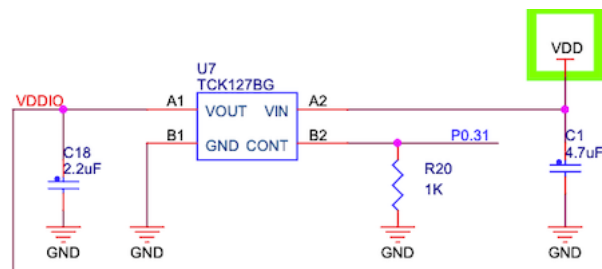 VDD
U7
TCK127BG
VDDIO
A1
VOUT
VIN
A2
B1
GND
CONT
B2
P0.31
C18
2.2uF
R20
1K
C1
4.7uF
GND
GND
GND
GND